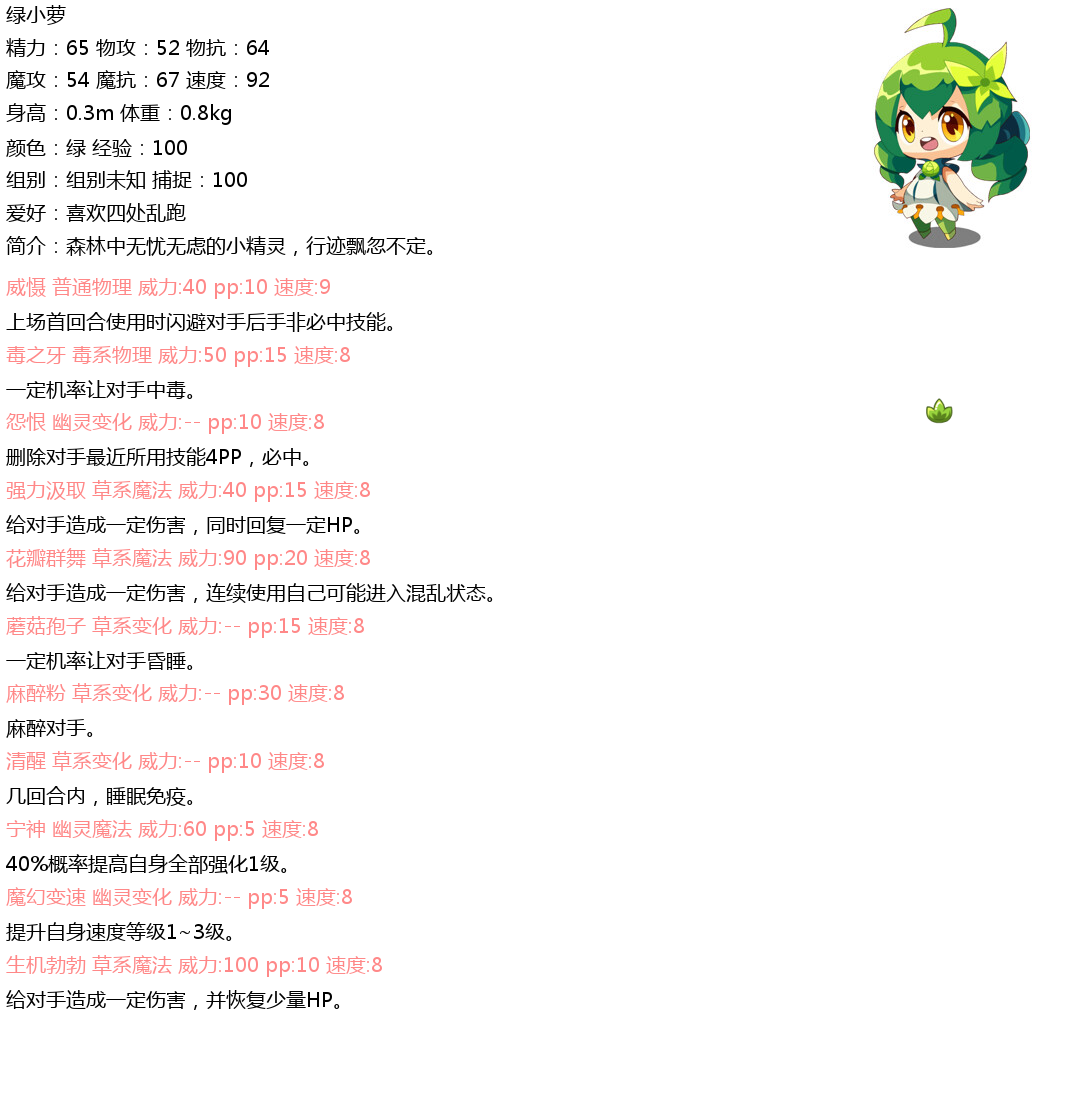 绿小萝
精力：65 物攻：52 物抗：64
魔攻：54 魔抗：67 速度：92
身高：0.3m 体重：0.8kg
颜色：绿 经验：100
组别：组别未知 捕捉：100
爱好：喜欢四处乱跑
简介：森林中无忧无虑的小精灵，行迹飘忽不定。
威慑 普通物理 威力:40 pp:10 速度:9
上场首回合使用时闪避对手后手非必中技能。
毒之牙 毒系物理 威力:50 pp:15 速度:8
一定机率让对手中毒。
怨恨 幽灵变化 威力:-- pp:10 速度:8
删除对手最近所用技能4PP，必中。
强力汲取 草系魔法 威力:40 pp:15 速度:8
给对手造成一定伤害，同时回复一定HP。
花瓣群舞 草系魔法 威力:90 pp:20 速度:8
给对手造成一定伤害，连续使用自己可能进入混乱状态。
蘑菇孢子 草系变化 威力:-- pp:15 速度:8
一定机率让对手昏睡。
麻醉粉 草系变化 威力:-- pp:30 速度:8
麻醉对手。
清醒 草系变化 威力:-- pp:10 速度:8
几回合内，睡眠免疫。
宁神 幽灵魔法 威力:60 pp:5 速度:8
40%概率提高自身全部强化1级。
魔幻变速 幽灵变化 威力:-- pp:5 速度:8
提升自身速度等级1~3级。
生机勃勃 草系魔法 威力:100 pp:10 速度:8
给对手造成一定伤害，并恢复少量HP。